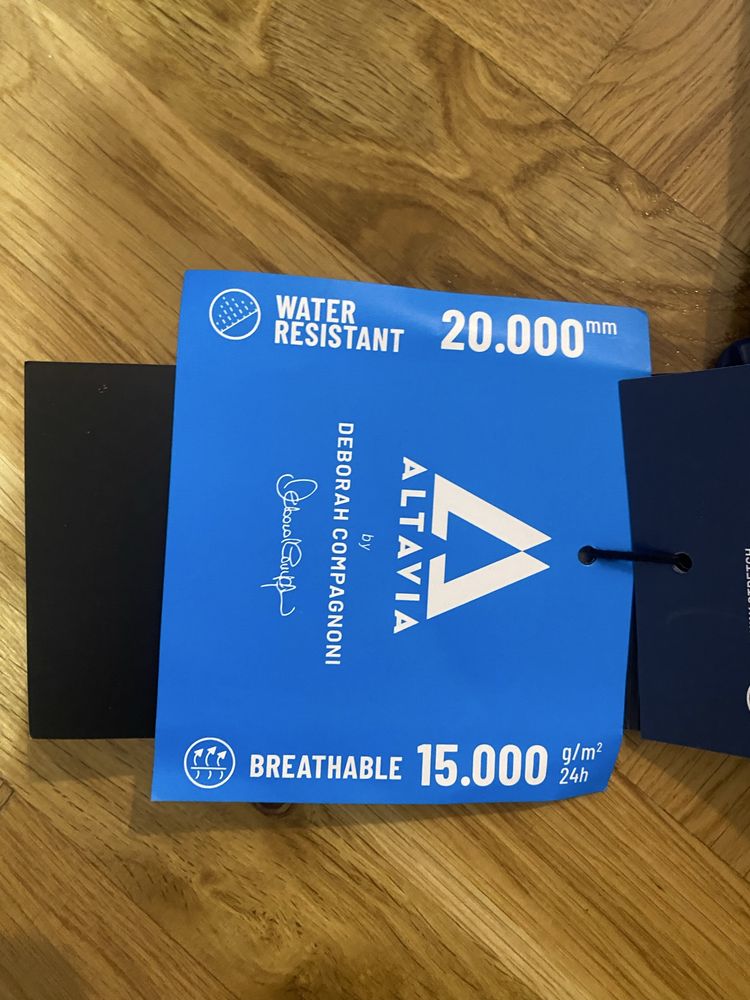 WATER
RESISTANT
20.000 mm
ALTAVIA
by
DEBORAH COMPAGNONI
BREATHABLE 15.000 g/m²
24h